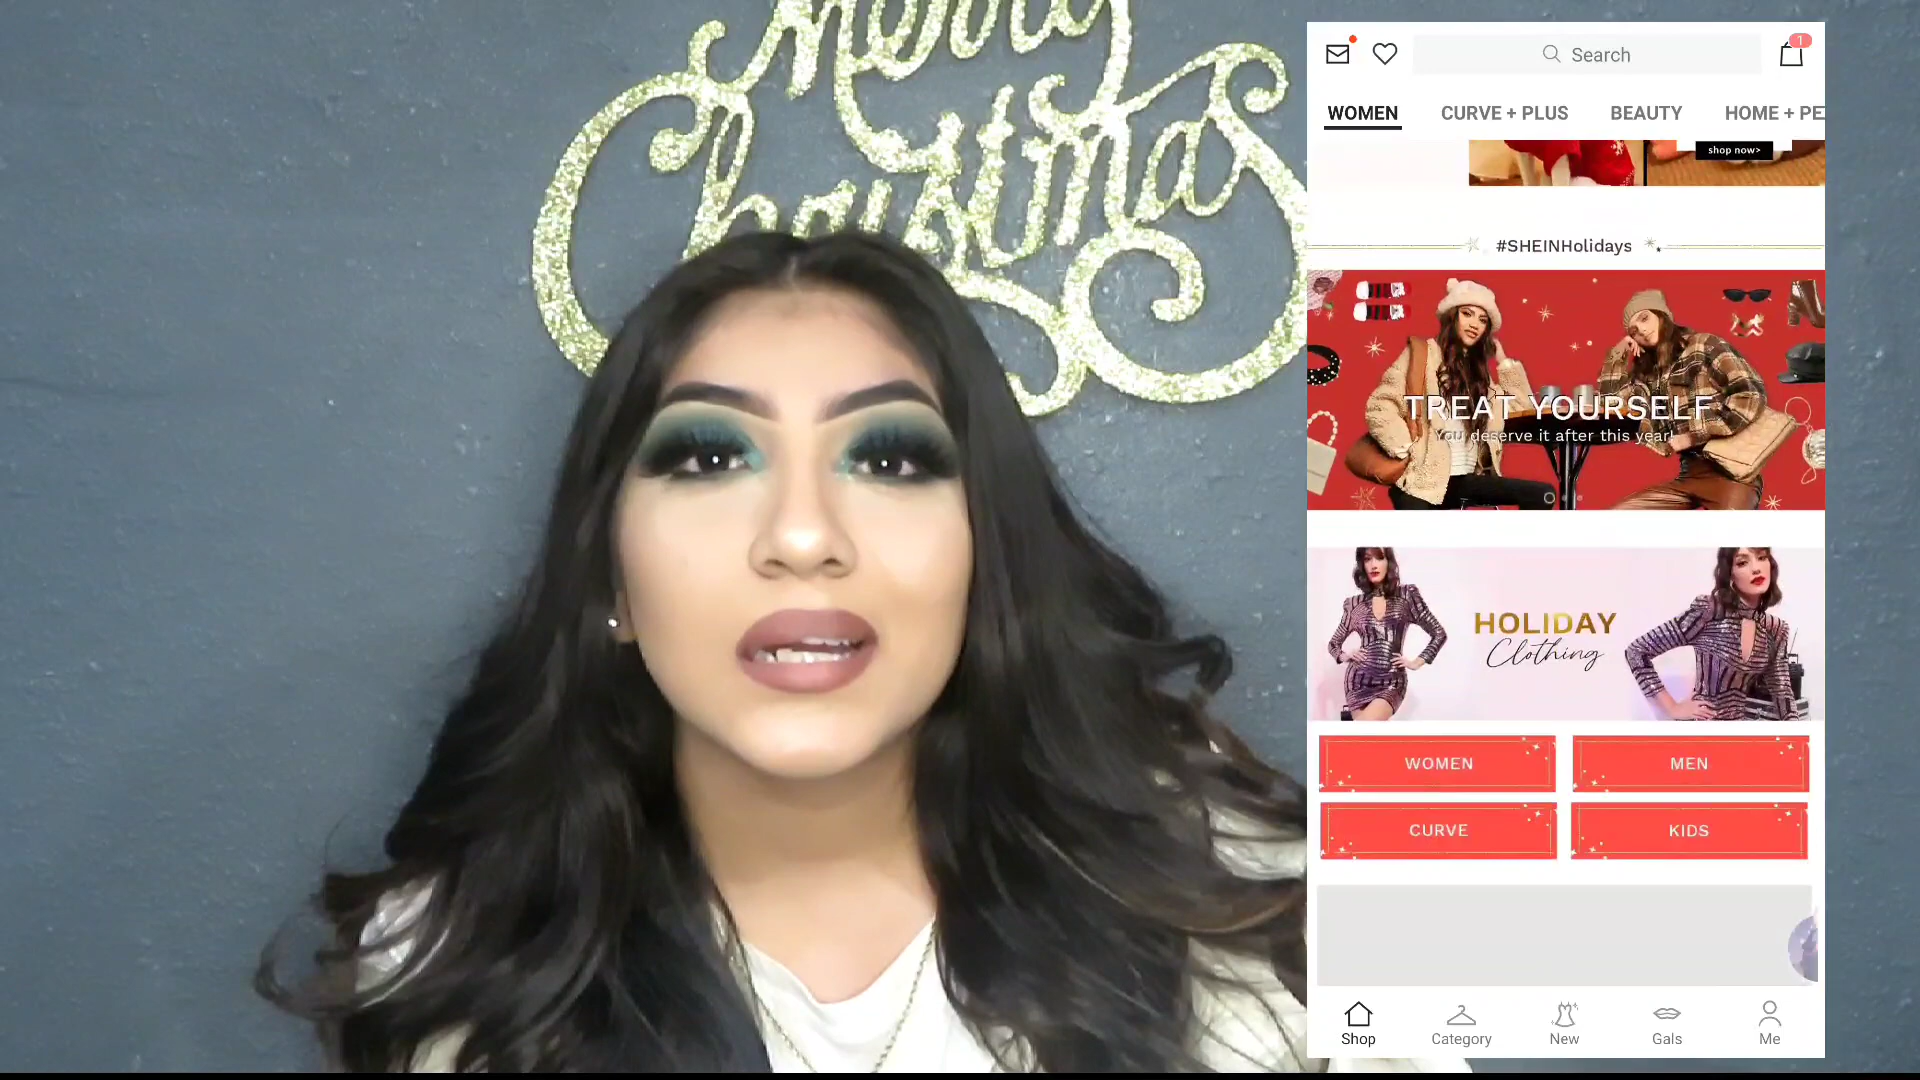 Merry
Christmas
1
Search
WOMEN
CURVE + PLUS
BEAUTY
HOME + PE
shop now>
#SHEINHolidays
TREAT YOURSELF
You deserve it after this year!
HOLIDAY
Clothing
WOMEN
MEN
CURVE
KIDS
Shop
Category
New
Gals
Me